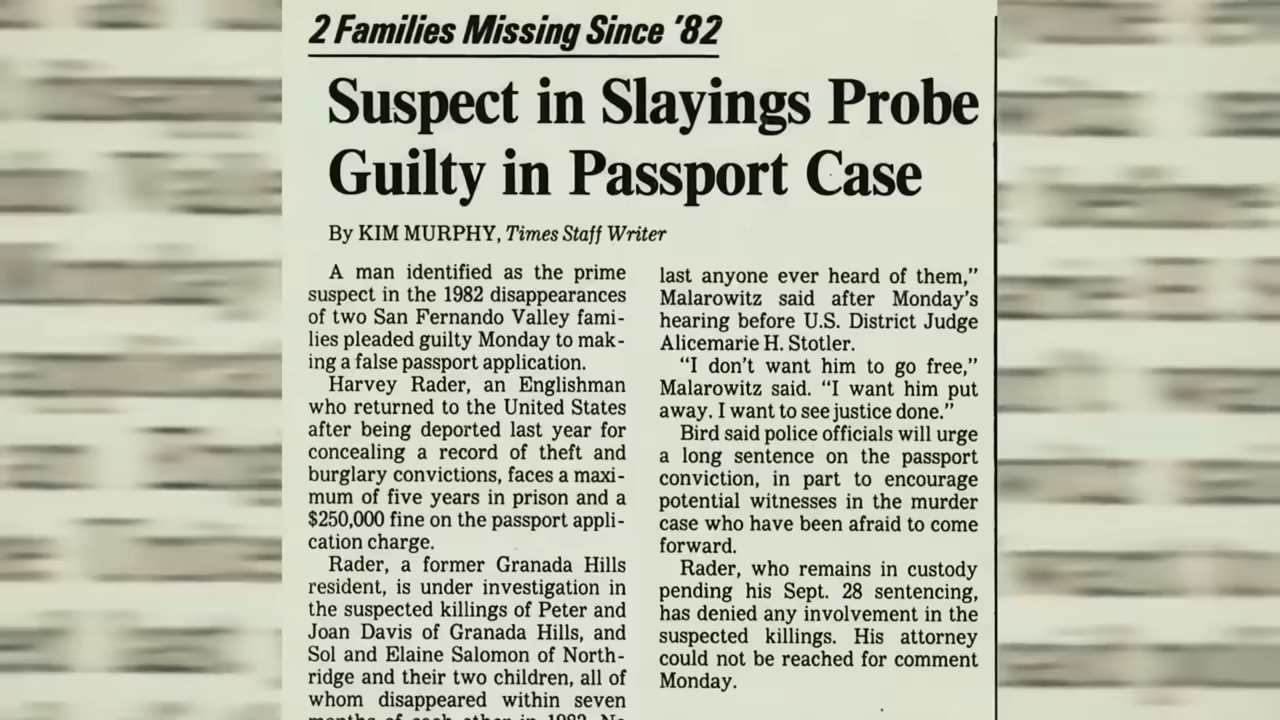 2 Families Missing Since '82
Suspect in Slayings Probe
Guilty in Passport Case
By KIM MURPHY, Times Staff Writer
A man identified as the prime
suspect in the 1982 disappearances
of two San Fernando Valley fami-
lies pleaded guilty Monday to mak-
ing a false passport application.
Harvey Rader, an Englishman
who returned to the United States
after being deported last year for
concealing a record of theft and
burglary convictions, faces a maxi-
mum of five years in prison and a
$250,000 fine on the passport appli-
cation charge.
Rader, a former Granada Hills
resident, is under investigation in
the suspected killings of Peter and
Joan Davis of Granada Hills, and
Sol and Elaine Salomon of North-
ridge and their two children, all of
whom disappeared within seven
months of each other in 1982. No
last anyone ever heard of them,"
Malarowitz said after Monday's
hearing before U.S. District Judge
Alicemarie H. Stotler.
"I don't want him to go free,"
Malarowitz said. "I want him put
away. I want to see justice done."
Bird said police officials will urge
a long sentence on the passport
conviction, in part to encourage
potential witnesses in the murder
case who have been afraid to come
forward.
Rader, who remains in custody
pending his Sept. 28 sentencing,
has denied any involvement in the
suspected killings. His attorney
could not be reached for comment
Monday.